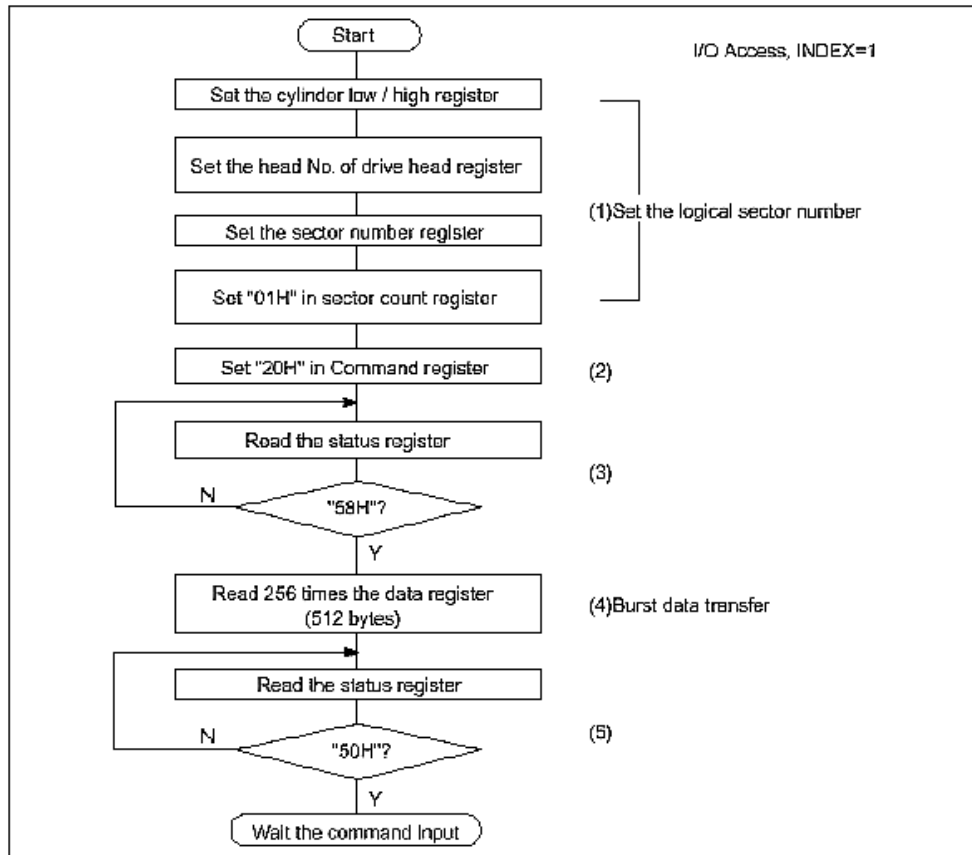 Start
I/O Access, INDEX=1
Set the cylinder low / high register
Set the head No. of drive head register
(1)Set the logical sector number
Set the sector number register
Set "01H" in sector count register
Set "20H" in Command register
(2)
Read the status register
(3)
N
"58H"?
Y
Read 256 times the data register
(512 bytes)
(4)Burst data transfer
Read the status register
(5)
N
"50H"?
Y
Wait the command input